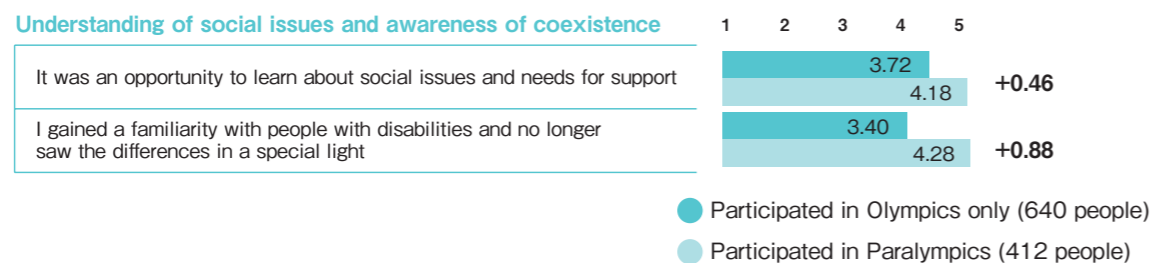 Understanding of social issues and awareness of coexistence 1 2 3 4 5
It was an opportunity to learn about social issues and needs for support 3.72
4.18 +0.46
I gained a familiarity with people with disabilities and no longer
saw the differences in a special light 3.40
4.28 +0.88
Participated in Olympics only (640 people)
Participated in Paralympics (412 people)